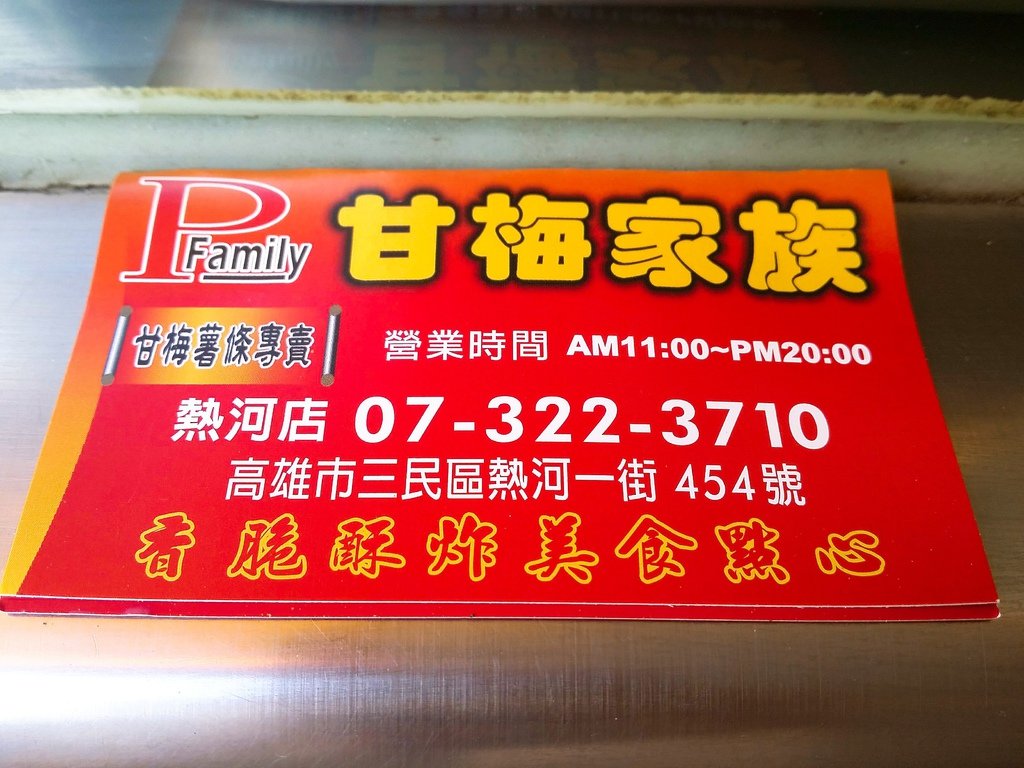 P Family 甘梅家族
甘梅薯條專賣
營業時間 AM11:00~PM20:00
熱河店 07-322-3710
高雄市三民區熱河一街 454號
香脆酥炸美食點心